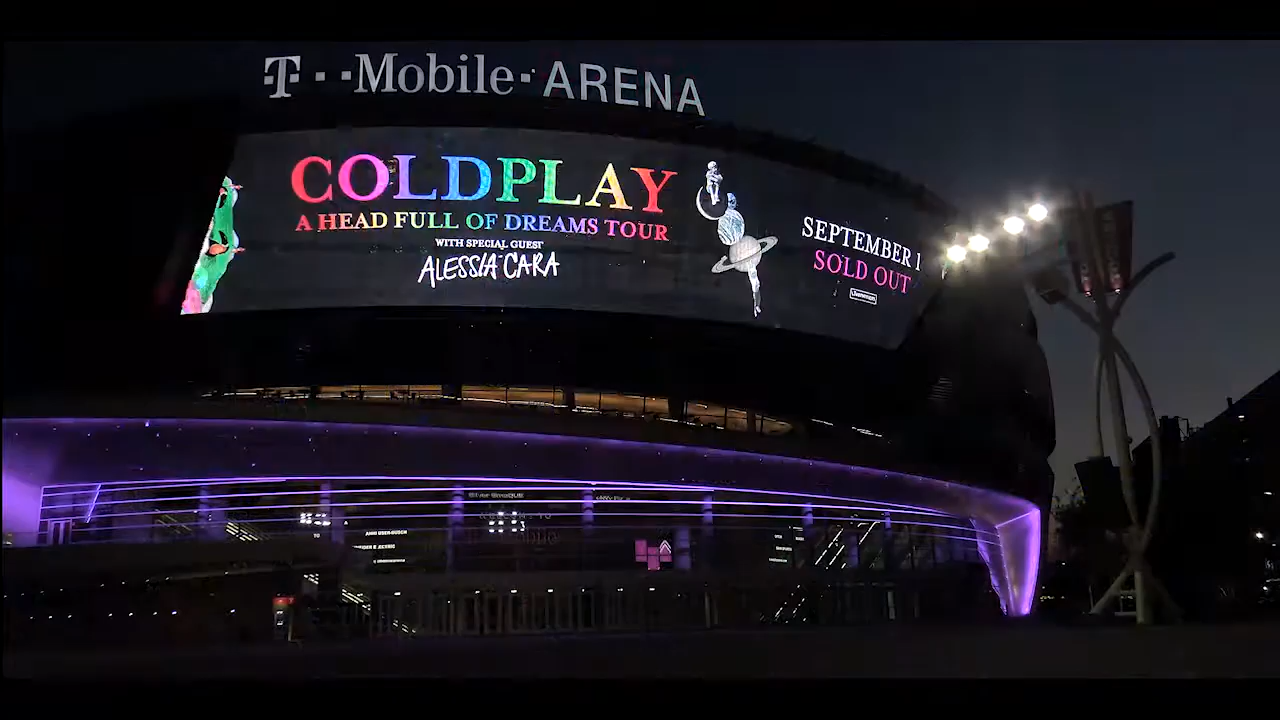 T··Mobile· ARENA
COLDPLAY
A HEAD FULL OF DREAMS TOUR
WITH SPECIAL GUEST
ALESSIA CARA
SEPTEMBER 1
SOLD OUT